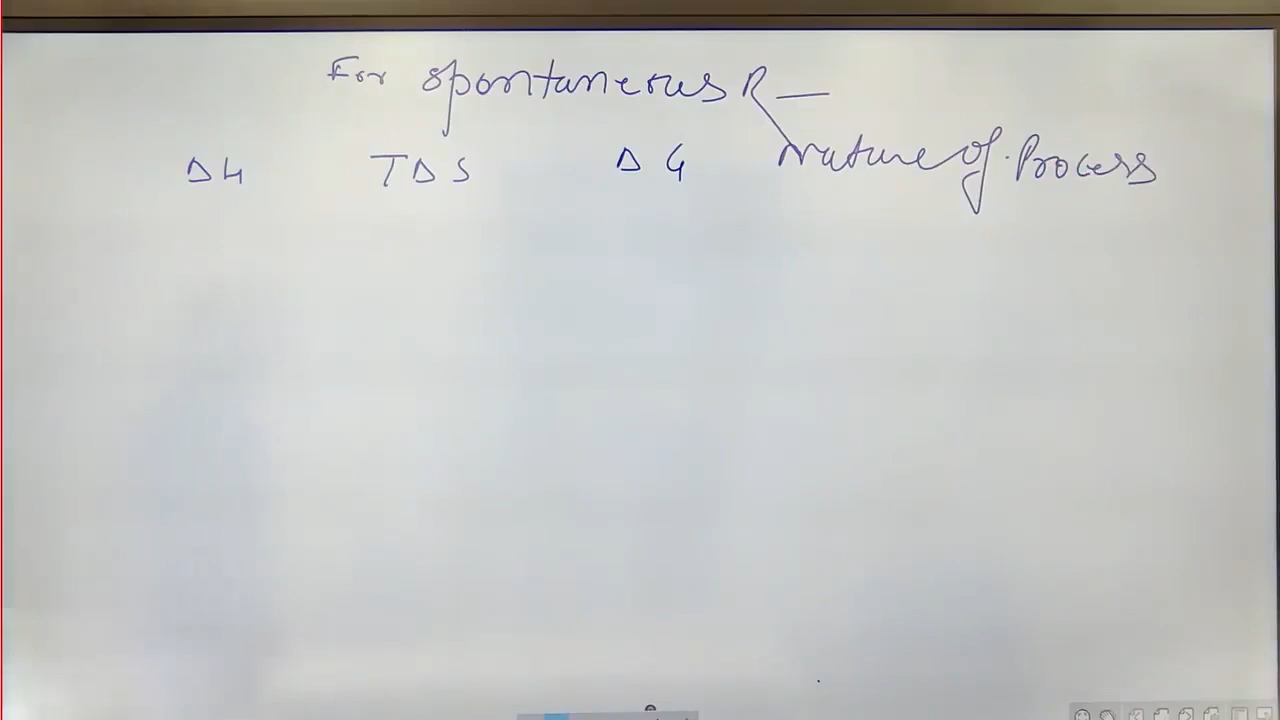 For spontaneous R —
ΔH TΔS ΔG Nature of Process